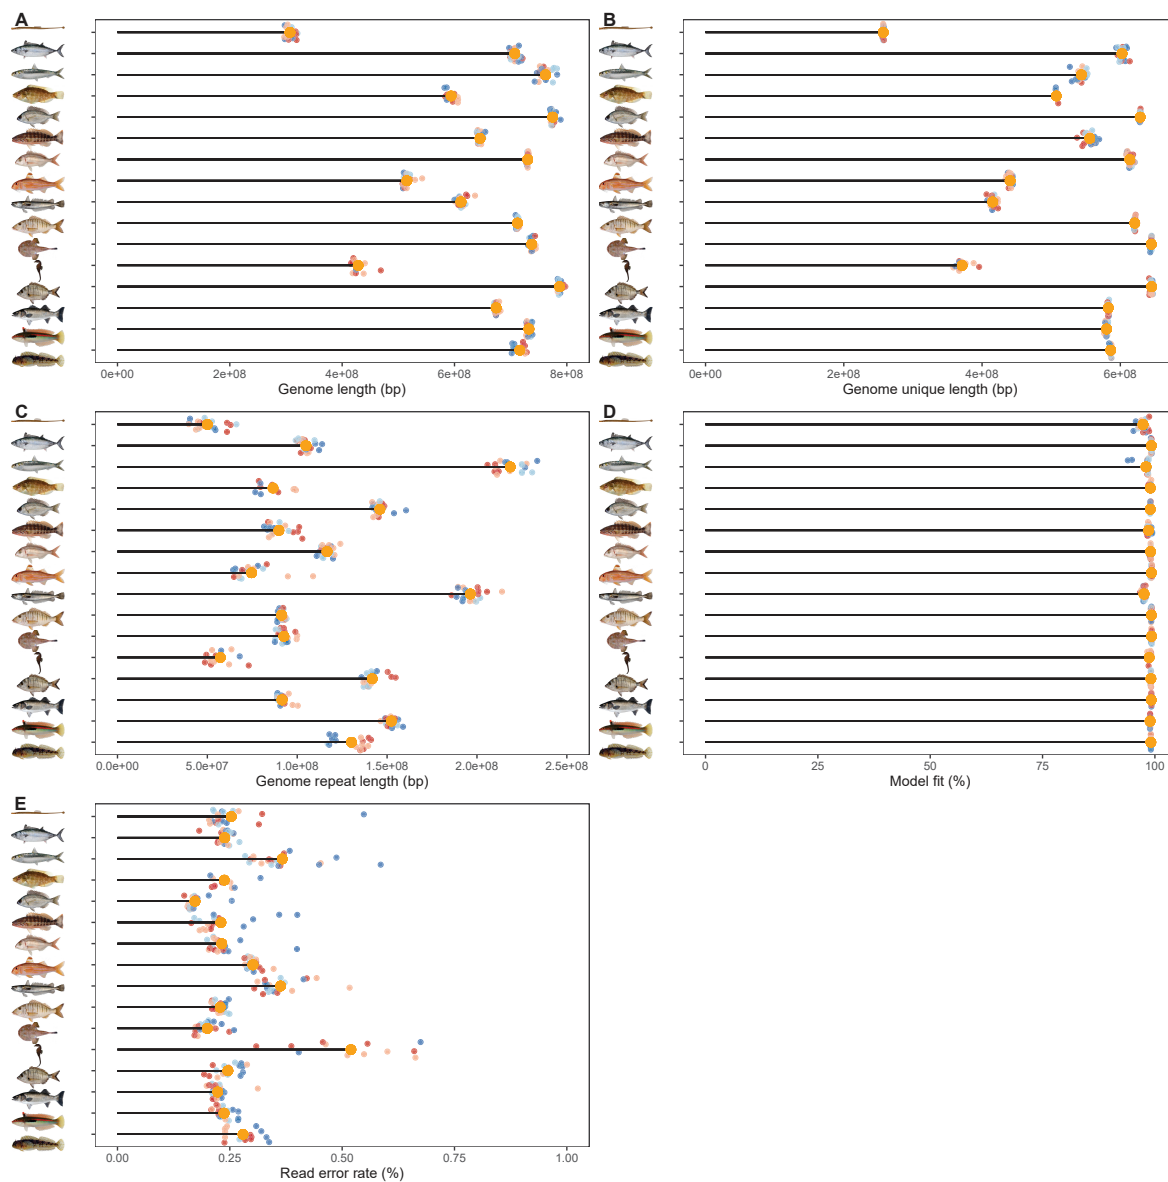 A
B
0e+00 2e+08 4e+08 6e+08 8e+08
Genome length (bp)
0e+00 2e+08 4e+08 6e+08
Genome unique length (bp)
C
D
0.0e+00 5.0e+07 1.0e+08 1.5e+08 2.0e+08 2.5e+08
Genome repeat length (bp)
0 25 50 75 100
Model fit (%)
E
0.00 0.25 0.50 0.75 1.00
Read error rate (%)